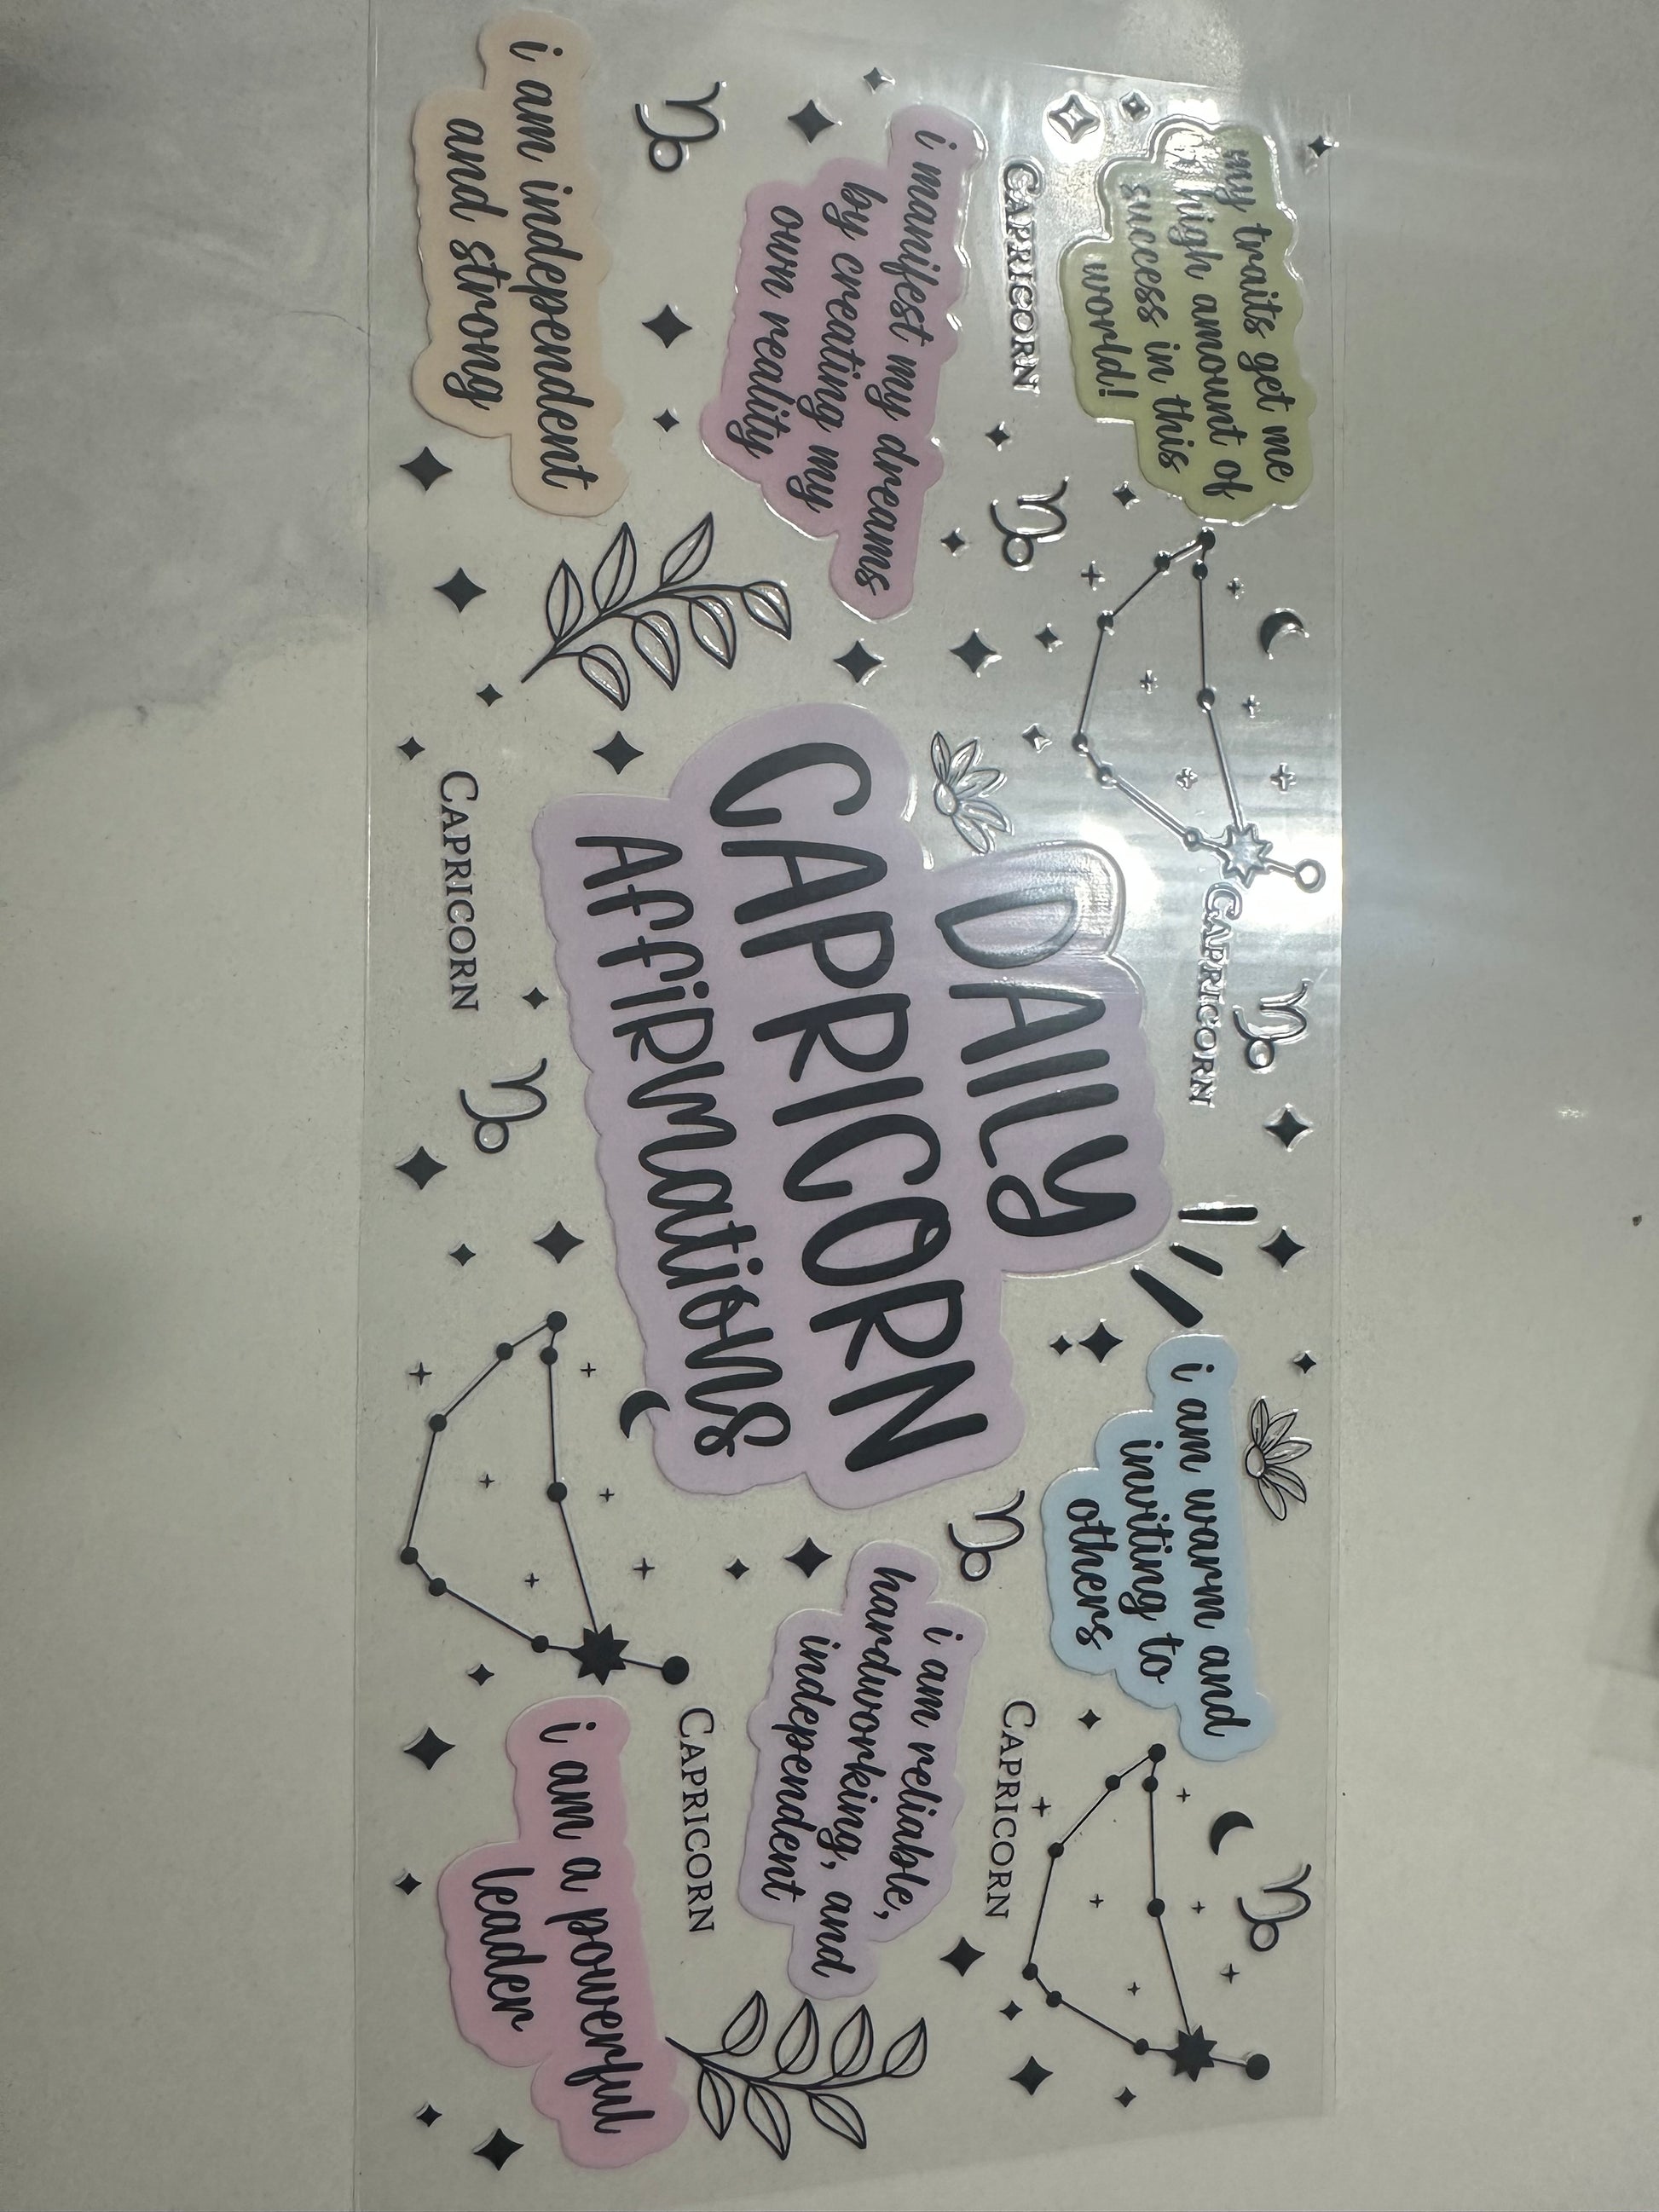 my traits get me
high amount of
success in this
world!
CAPRICORN
i am warm and
inviting to
others
CAPRICORN
i manifest my dreams
by creating my
own reality
DAILY
CAPRICORN
AFFiRMatiONS
CAPRICORN
i am reliable,
hardworking, and
independent
CAPRICORN
i am independent
and strong
CAPRICORN
i am a powerful
leader